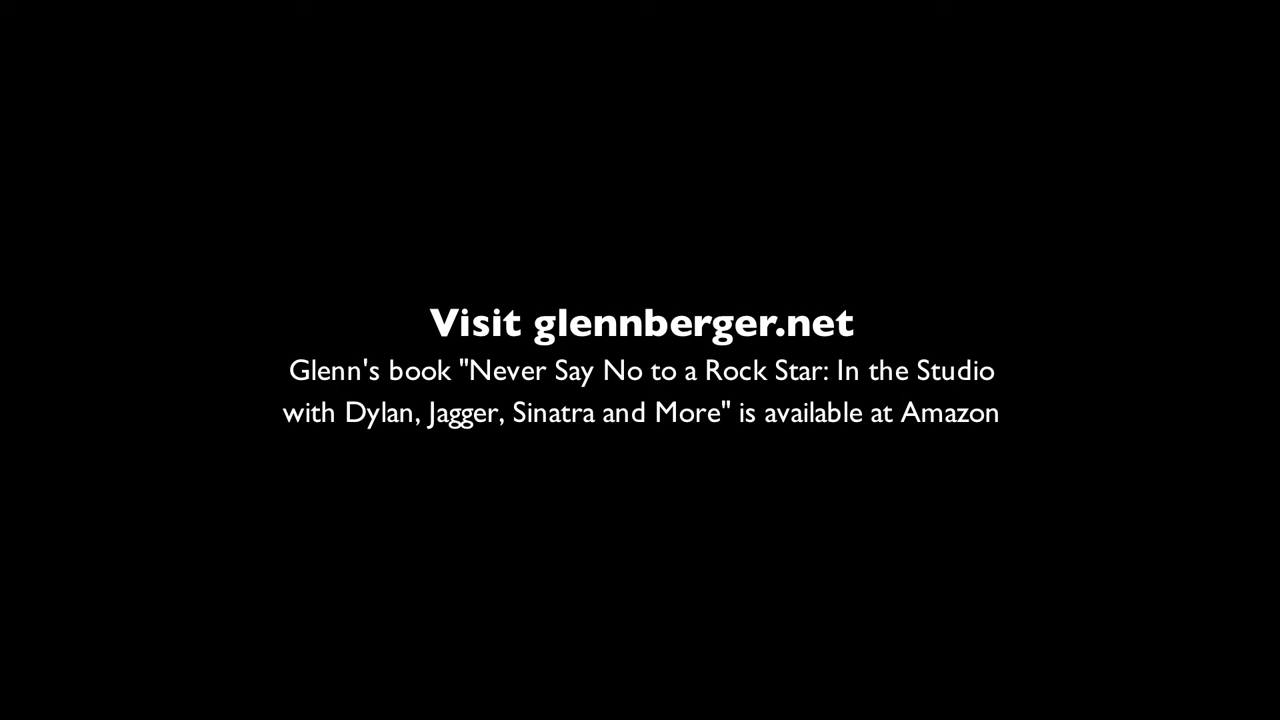 Visit glennberger.net
Glenn's book "Never Say No to a Rock Star: In the Studio
with Dylan, Jagger, Sinatra and More" is available at Amazon